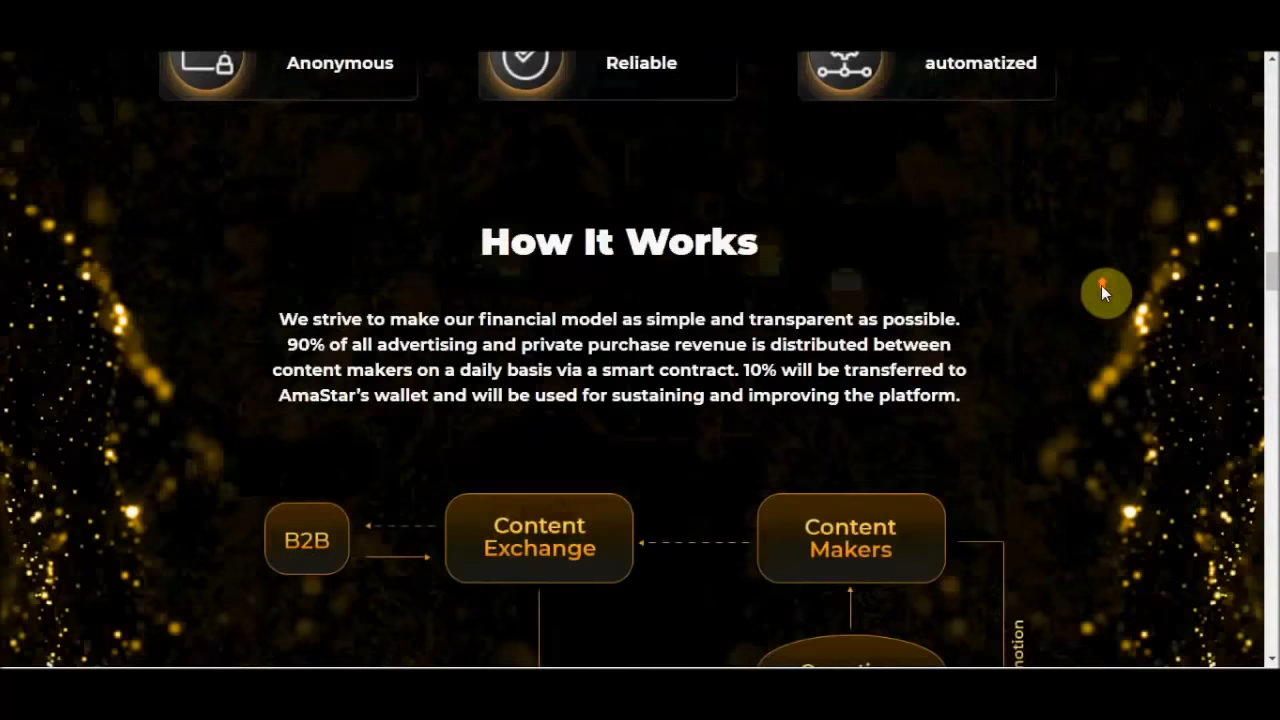 Anonymous
Reliable
automatized
How It Works
We strive to make our financial model as simple and transparent as possible.
90% of all advertising and private purchase revenue is distributed between
content makers on a daily basis via a smart contract. 10% will be transferred to
AmaStar's wallet and will be used for sustaining and improving the platform.
B2B
Content
Exchange
Content
Makers